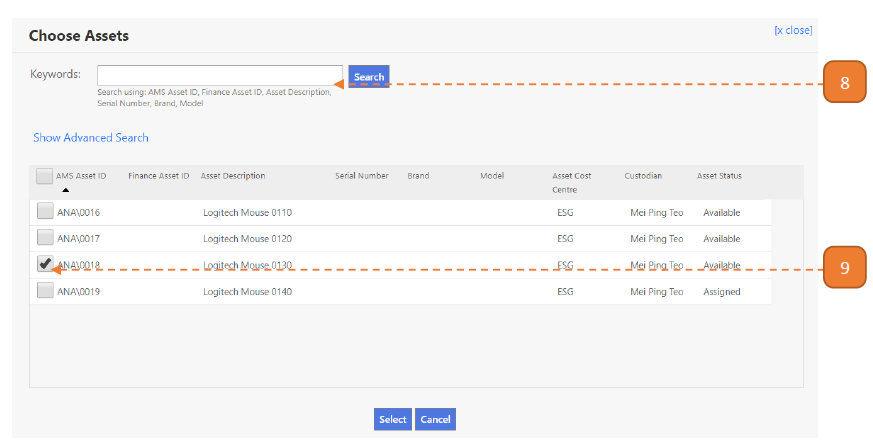 Choose Assets
[x close]
Keywords:
Search
8
Search using: AMS Asset ID, Finance Asset ID, Asset Description,
Serial Number, Brand, Model
Show Advanced Search
AMS Asset ID Finance Asset ID Asset Description Serial Number Brand Model Asset Cost Centre Custodian Asset Status
ANA\0016 Logitech Mouse 0110 ESG Mei Ping Teo Available
ANA\0017 Logitech Mouse 0120 ESG Mei Ping Teo Available
ANA\0018 Logitech Mouse 0130 ESG Mei Ping Teo Available
9
ANA\0019 Logitech Mouse 0140 ESG Mei Ping Teo Assigned
Select Cancel